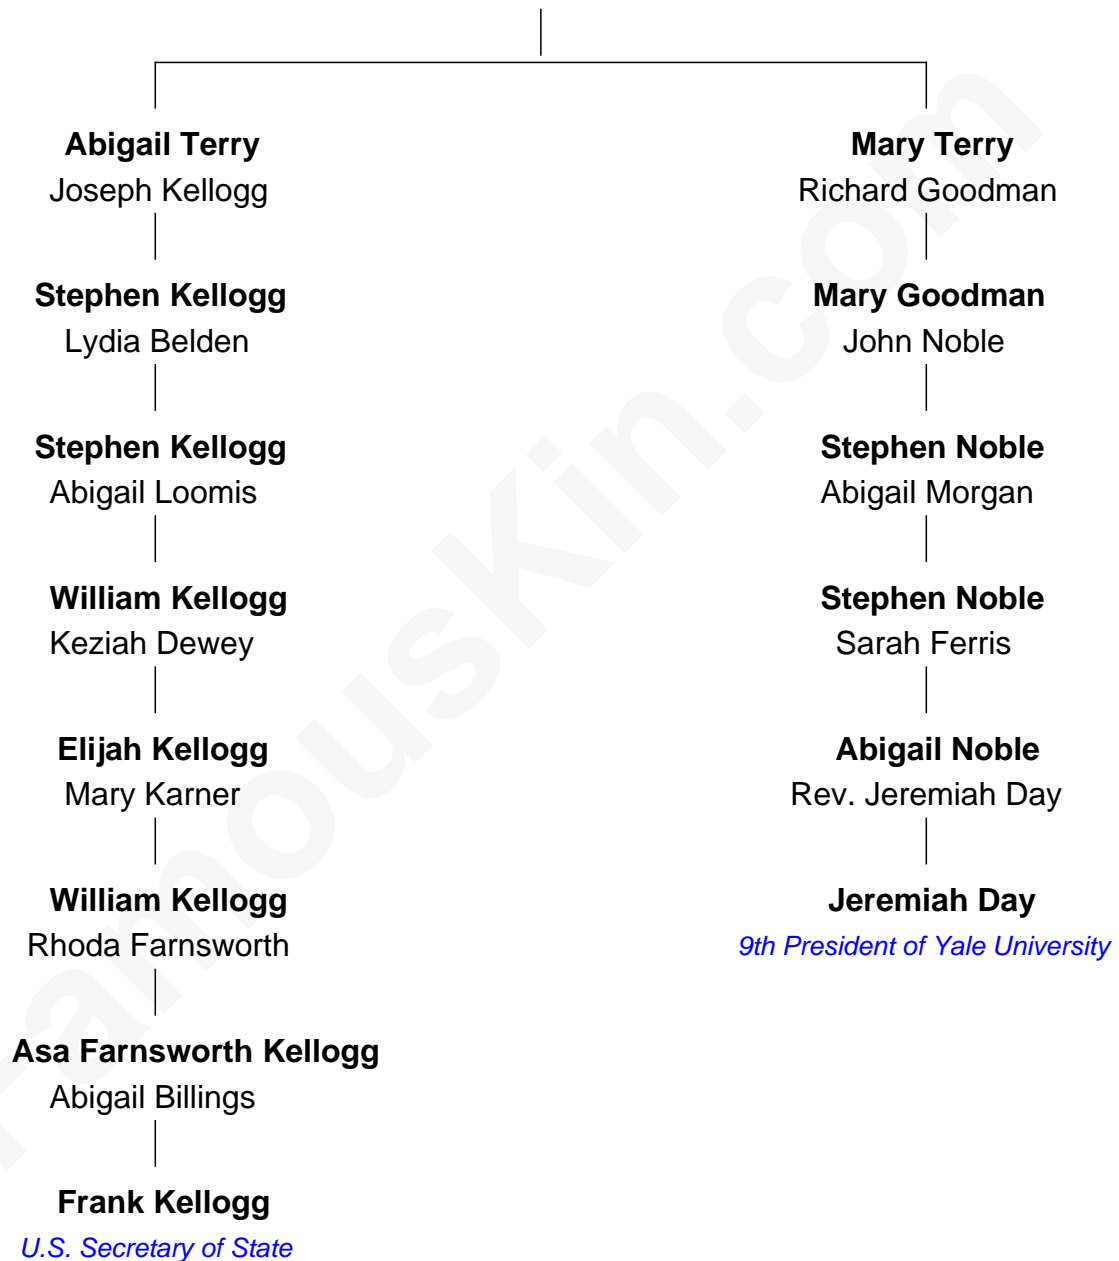 Abigail Terry
Joseph Kellogg
Stephen Kellogg
Lydia Belden
Stephen Kellogg
Abigail Loomis
William Kellogg
Keziah Dewey
Elijah Kellogg
Mary Karner
William Kellogg
Rhoda Farnsworth
Asa Farnsworth Kellogg
Abigail Billings
Frank Kellogg
U.S. Secretary of State
Mary Terry
Richard Goodman
Mary Goodman
John Noble
Stephen Noble
Abigail Morgan
Stephen Noble
Sarah Ferris
Abigail Noble
Rev. Jeremiah Day
Jeremiah Day
9th President of Yale University
FamousKin.com